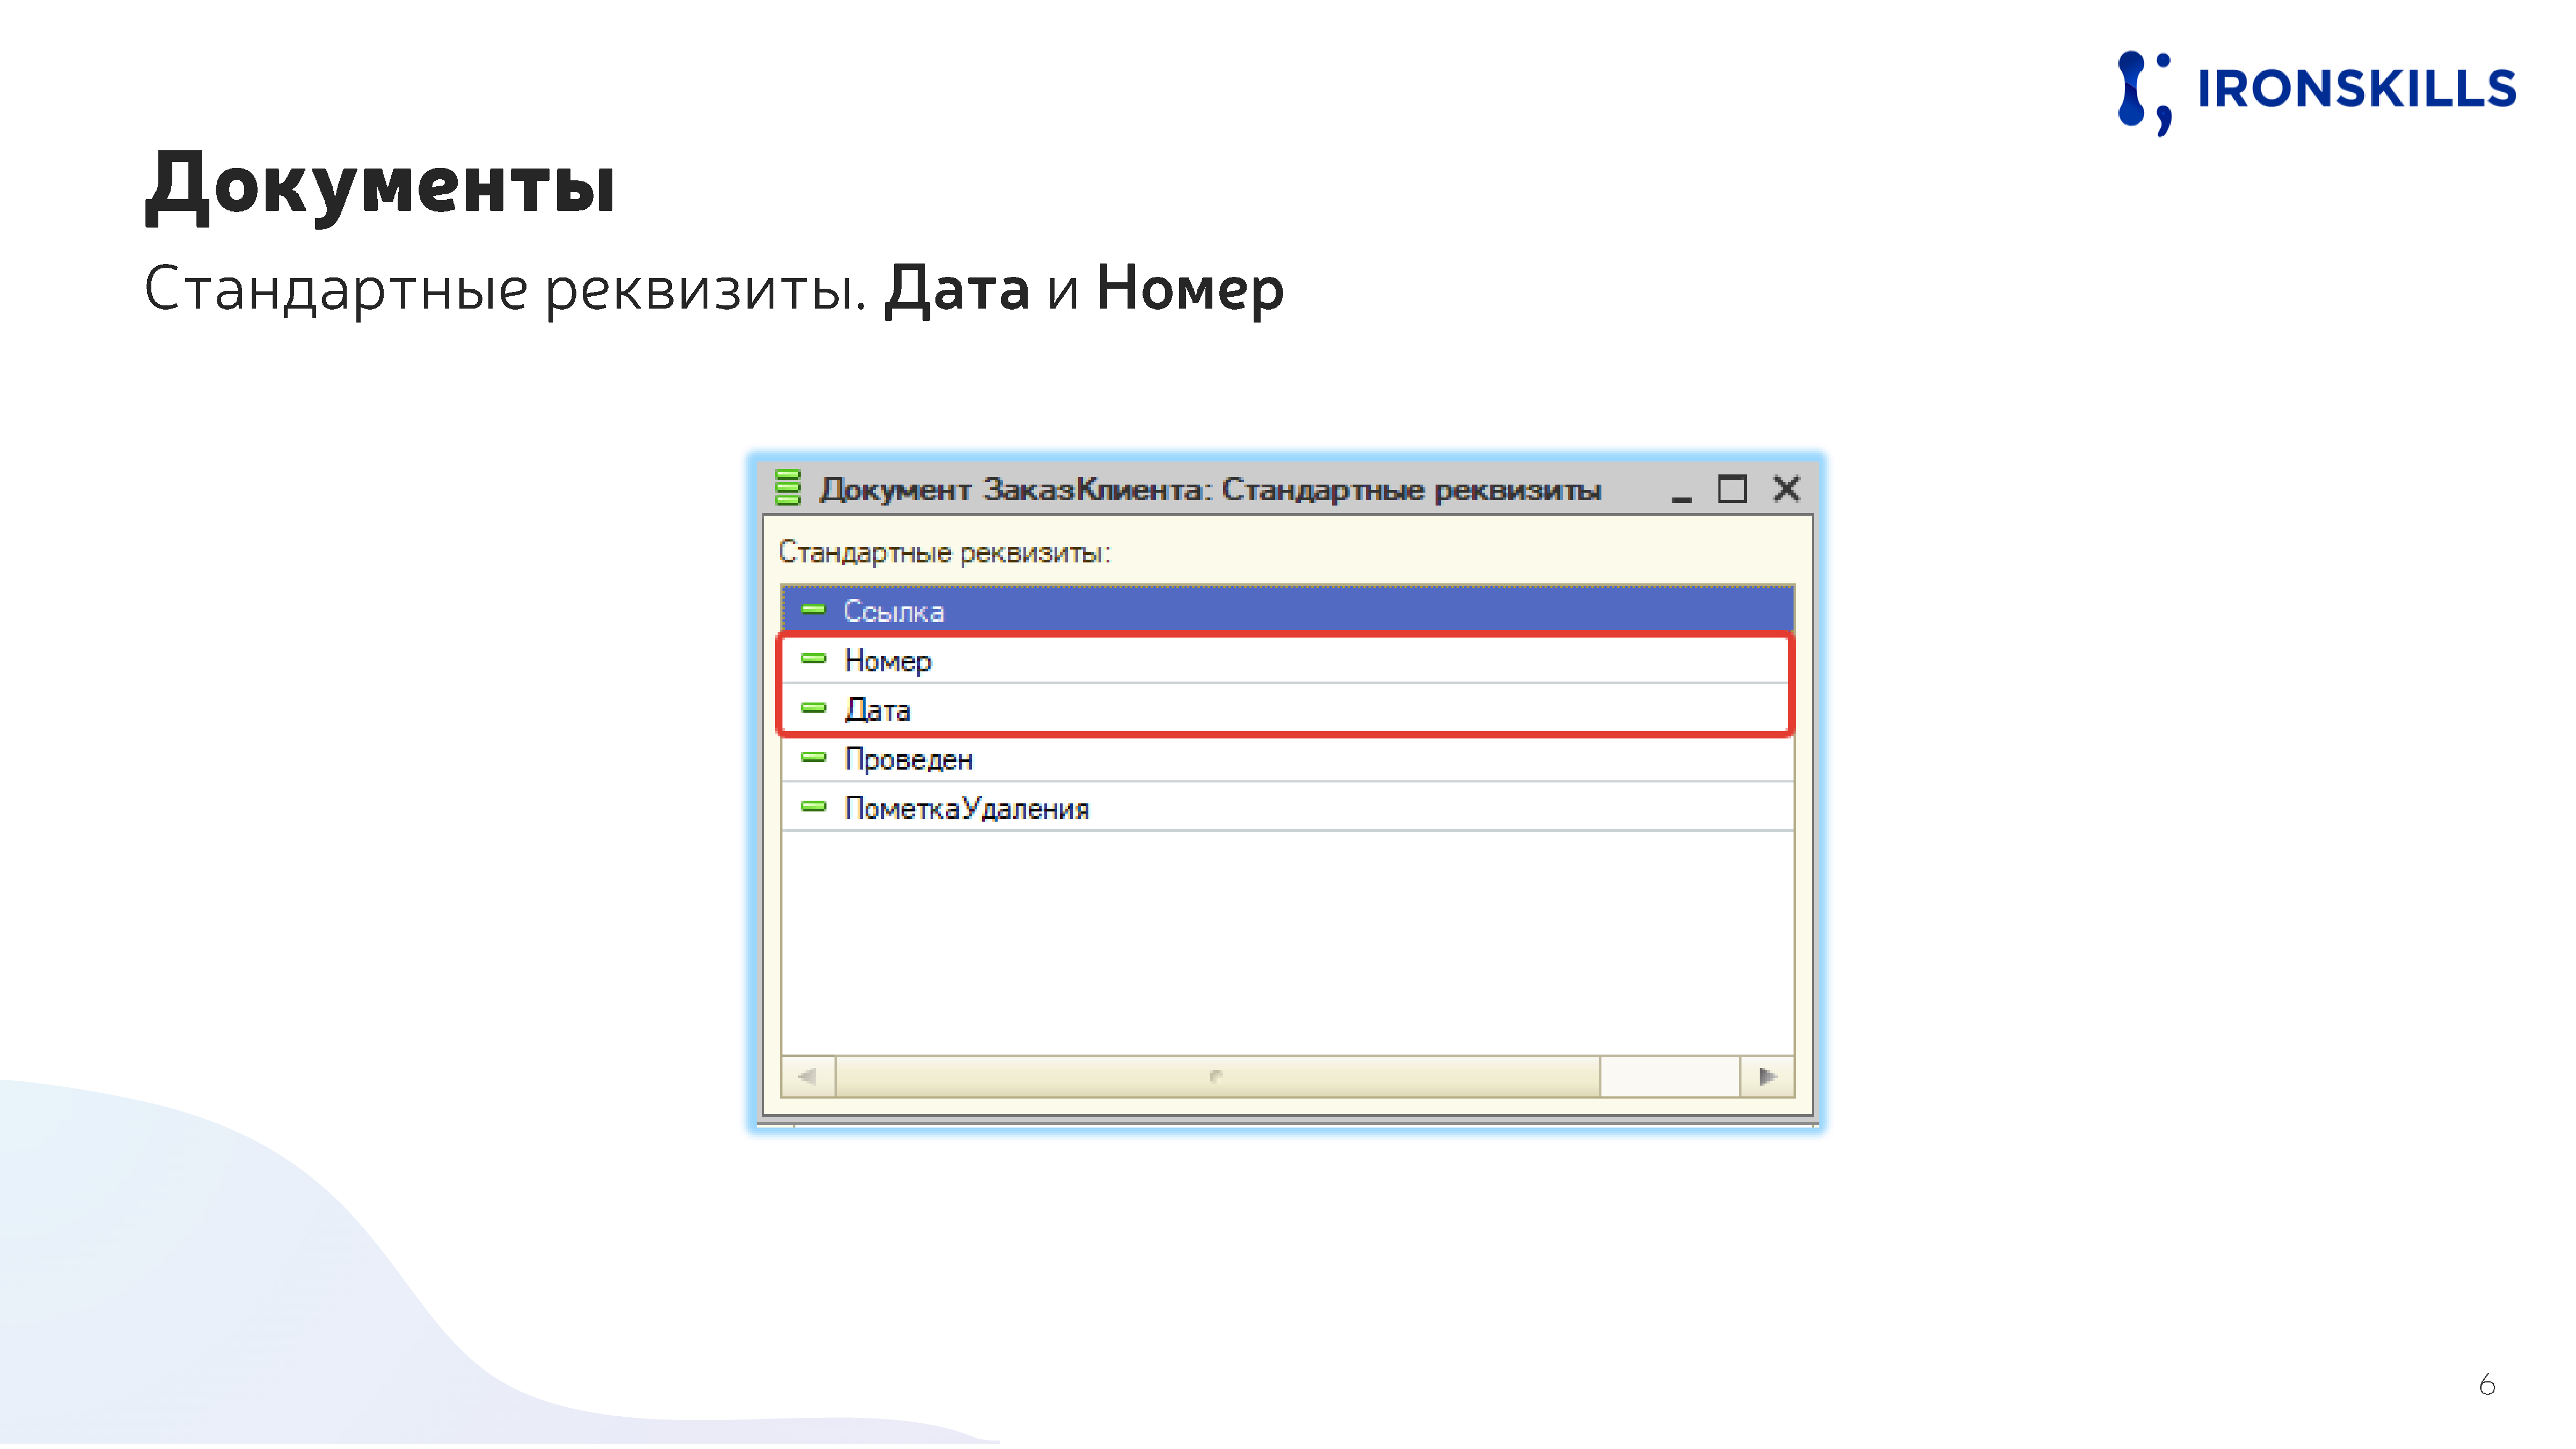 IRONSKILLS
Документы
Стандартные реквизиты. Дата и Номер
Документ ЗаказКлиента: Стандартные реквизиты
Стандартные реквизиты:
Ссылка
Номер
Дата
Проведен
ПометкаУдаления
6